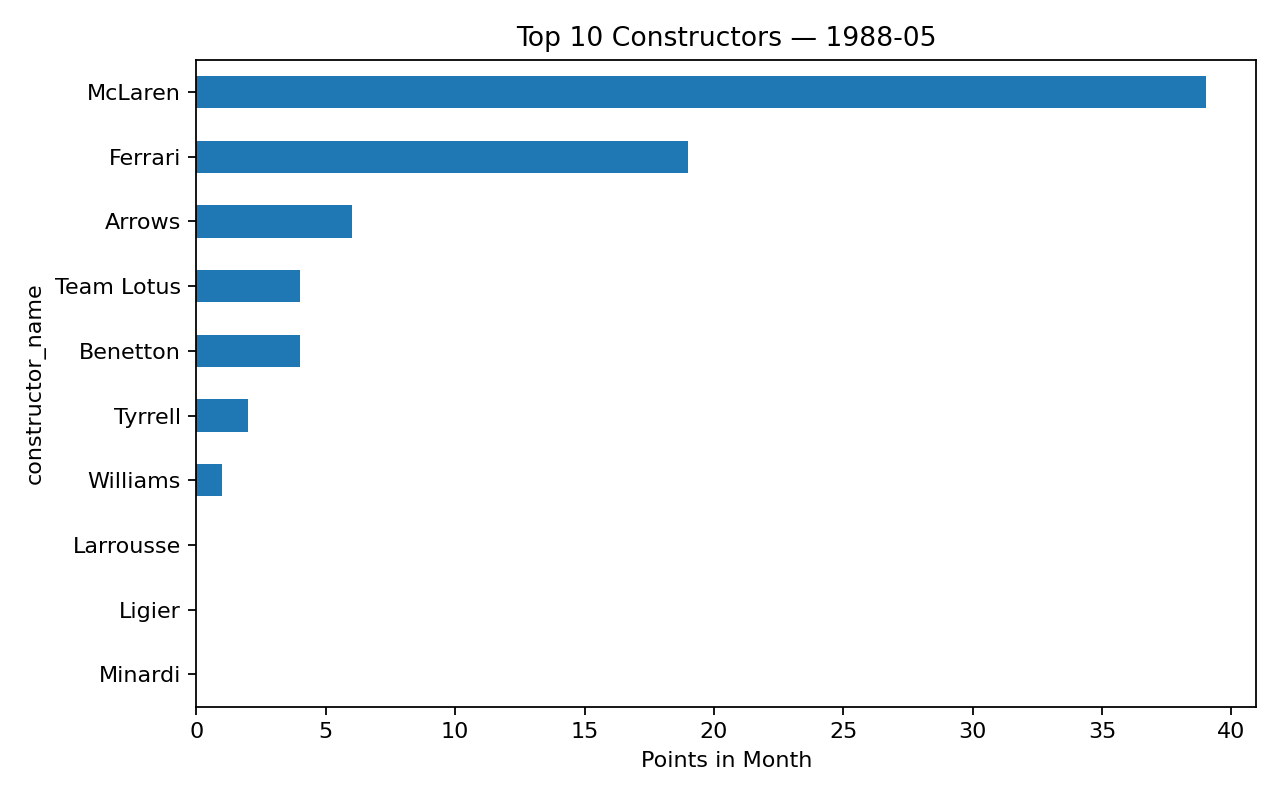 Top 10 Constructors — 1988-05
McLaren
Ferrari
Arrows
Team Lotus
Benetton
Tyrrell
Williams
Larrousse
Ligier
Minardi
constructor_name
0 5 10 15 20 25 30 35 40
Points in Month